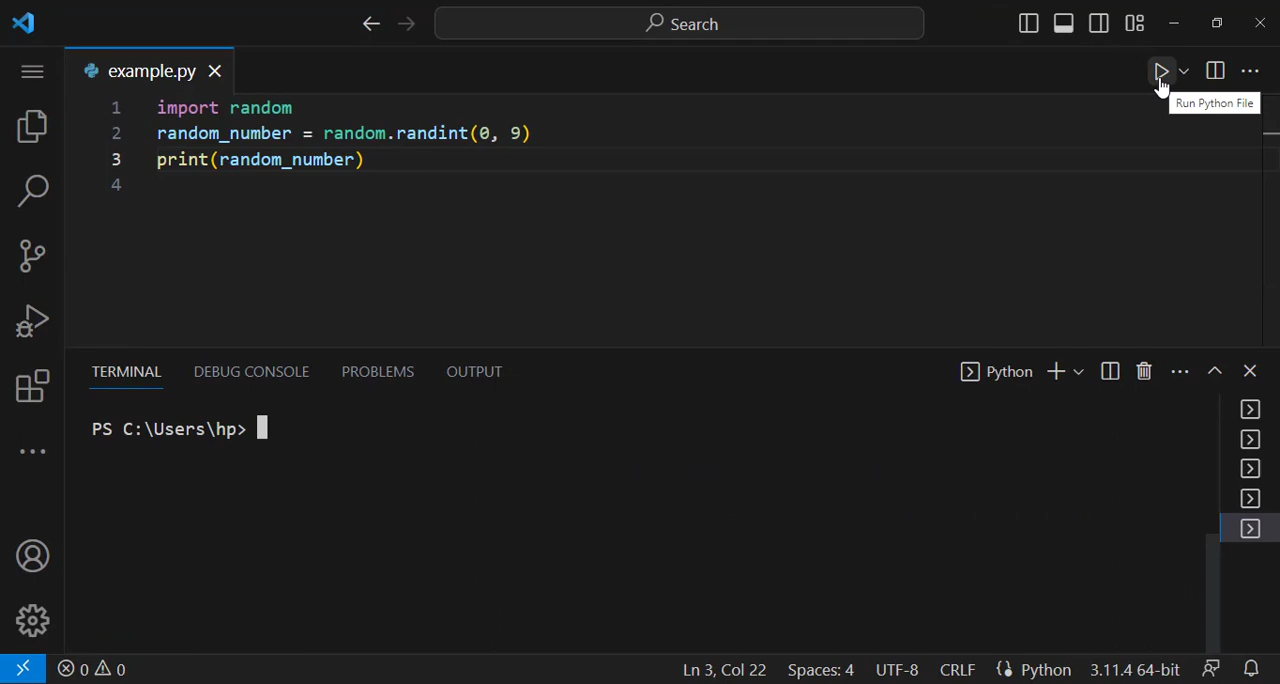 Search
example.py
Run Python File
1 import random
2 random_number = random.randint(0, 9)
3 print(random_number)
4
TERMINAL DEBUG CONSOLE PROBLEMS OUTPUT Python
PS C:\Users\hp>
0 0 Ln 3, Col 22 Spaces: 4 UTF-8 CRLF Python 3.11.4 64-bit